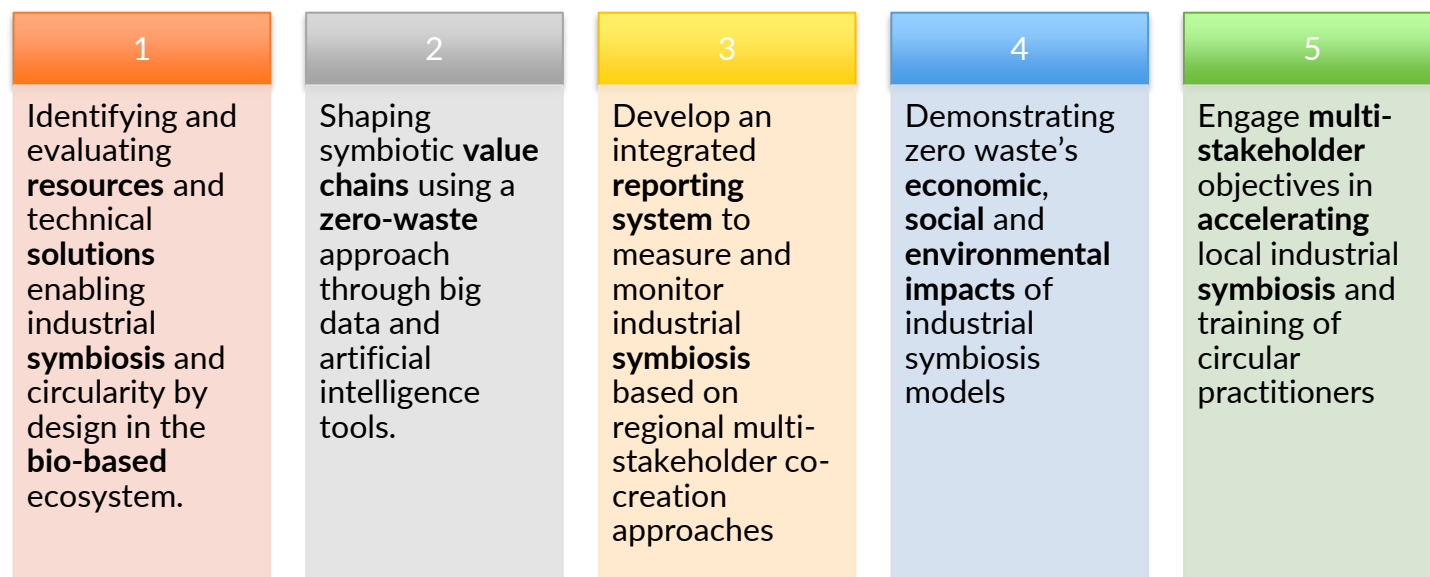 1
Identifying and
evaluating
resources and
technical
solutions
enabling
industrial
symbiosis and
circularity by
design in the
bio-based
ecosystem.
2
Shaping
symbiotic value
chains using a
zero-waste
approach
through big
data and
artificial
intelligence
tools.
3
Develop an
integrated
reporting
system to
measure and
monitor
industrial
symbiosis
based on
regional multi-
stakeholder co-
creation
approaches
4
Demonstrating
zero waste’s
economic,
social and
environmental
impacts of
industrial
symbiosis
models
5
Engage multi-
stakeholder
objectives in
accelerating
local industrial
symbiosis and
training of
circular
practitioners